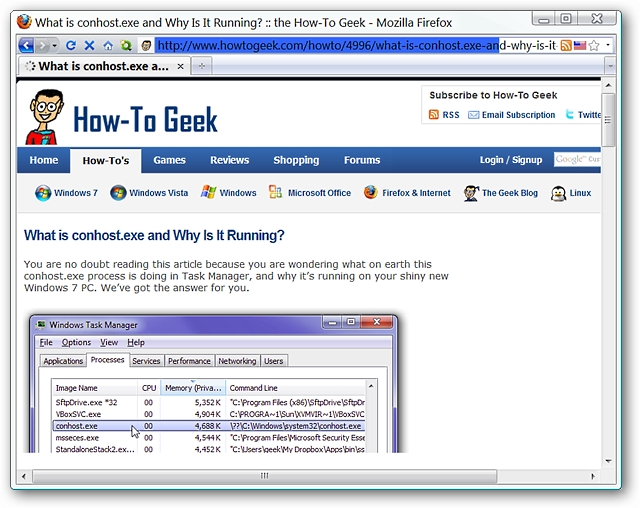 What is conhost.exe and Why Is It Running? :: the How-To Geek - Mozilla Firefox
http://www.howtogeek.com/howto/4996/what-is-conhost.exe-and-why-is-it
What is conhost.exe a...
Subscribe to How-To Geek
RSS Email Subscription Twitte
How-To Geek
Home How-To's Games Reviews Shopping Forums Login / Signup Google™ Cus
Windows 7 Windows Vista Windows Microsoft Office Firefox & Internet The Geek Blog Linux
What is conhost.exe and Why Is It Running?
You are no doubt reading this article because you are wondering what on earth this
conhost.exe process is doing in Task Manager, and why it's running on your shiny new
Windows 7 PC. We've got the answer for you.
Windows Task Manager
File Options View Help
Applications Processes Services Performance Networking Users
Image Name CPU Memory (Priva... Command Line
SftpDrive.exe *32 00 5,352 K "C:\Program Files (x86)\SftpDrive\SftpDr
VBoxSVC.exe 00 4,904 K C:\PROGRA~1\Sun\XVMVIR~1\VBoxSVC
conhost.exe 00 4,688 K \??\C:\Windows\system32\conhost.exe
mseces.exe 00 4,544 K "C:\Program Files\Microsoft Security Esse
StandaloneStack2.ex... 00 4,452 K "C:\Users\geek\My Dropbox\Apps\bin\s